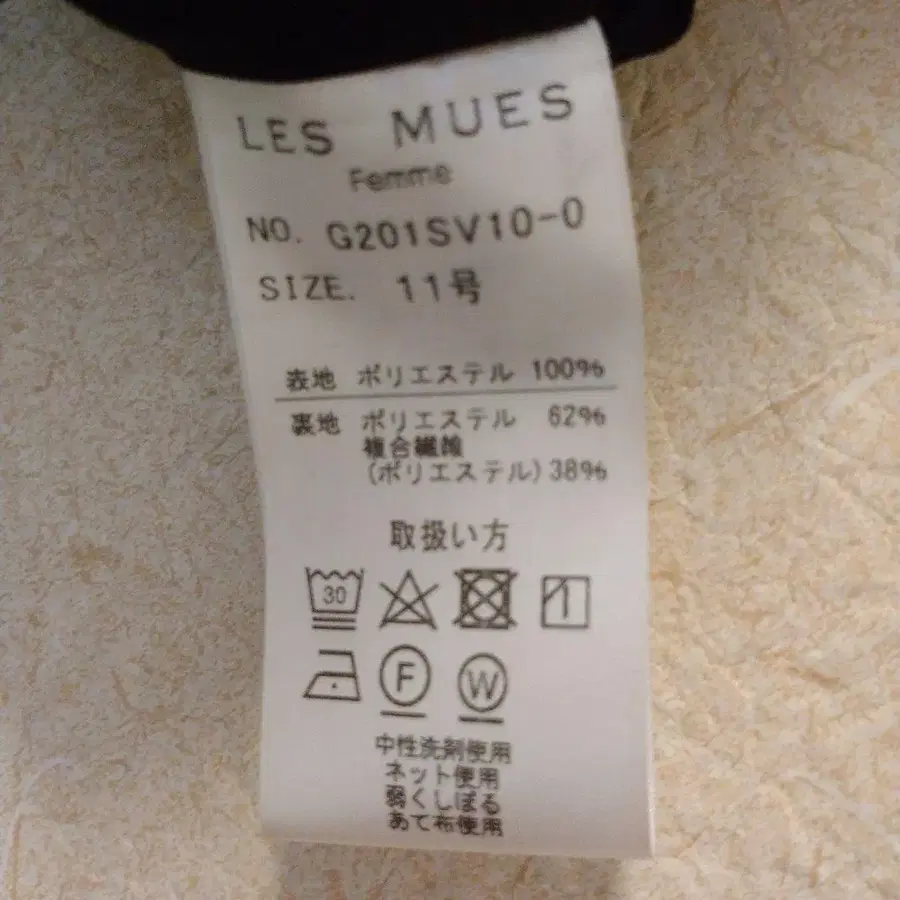 LES MUES
Femme
NO. G201SV10-0
SIZE. 11号
表地 ポリエステル 100%
裏地 ポリエステル 62%
複合繊維
(ポリエステル) 38%
取扱い方
30
F W
中性洗剤使用
ネット使用
弱くしぼる
あて布使用